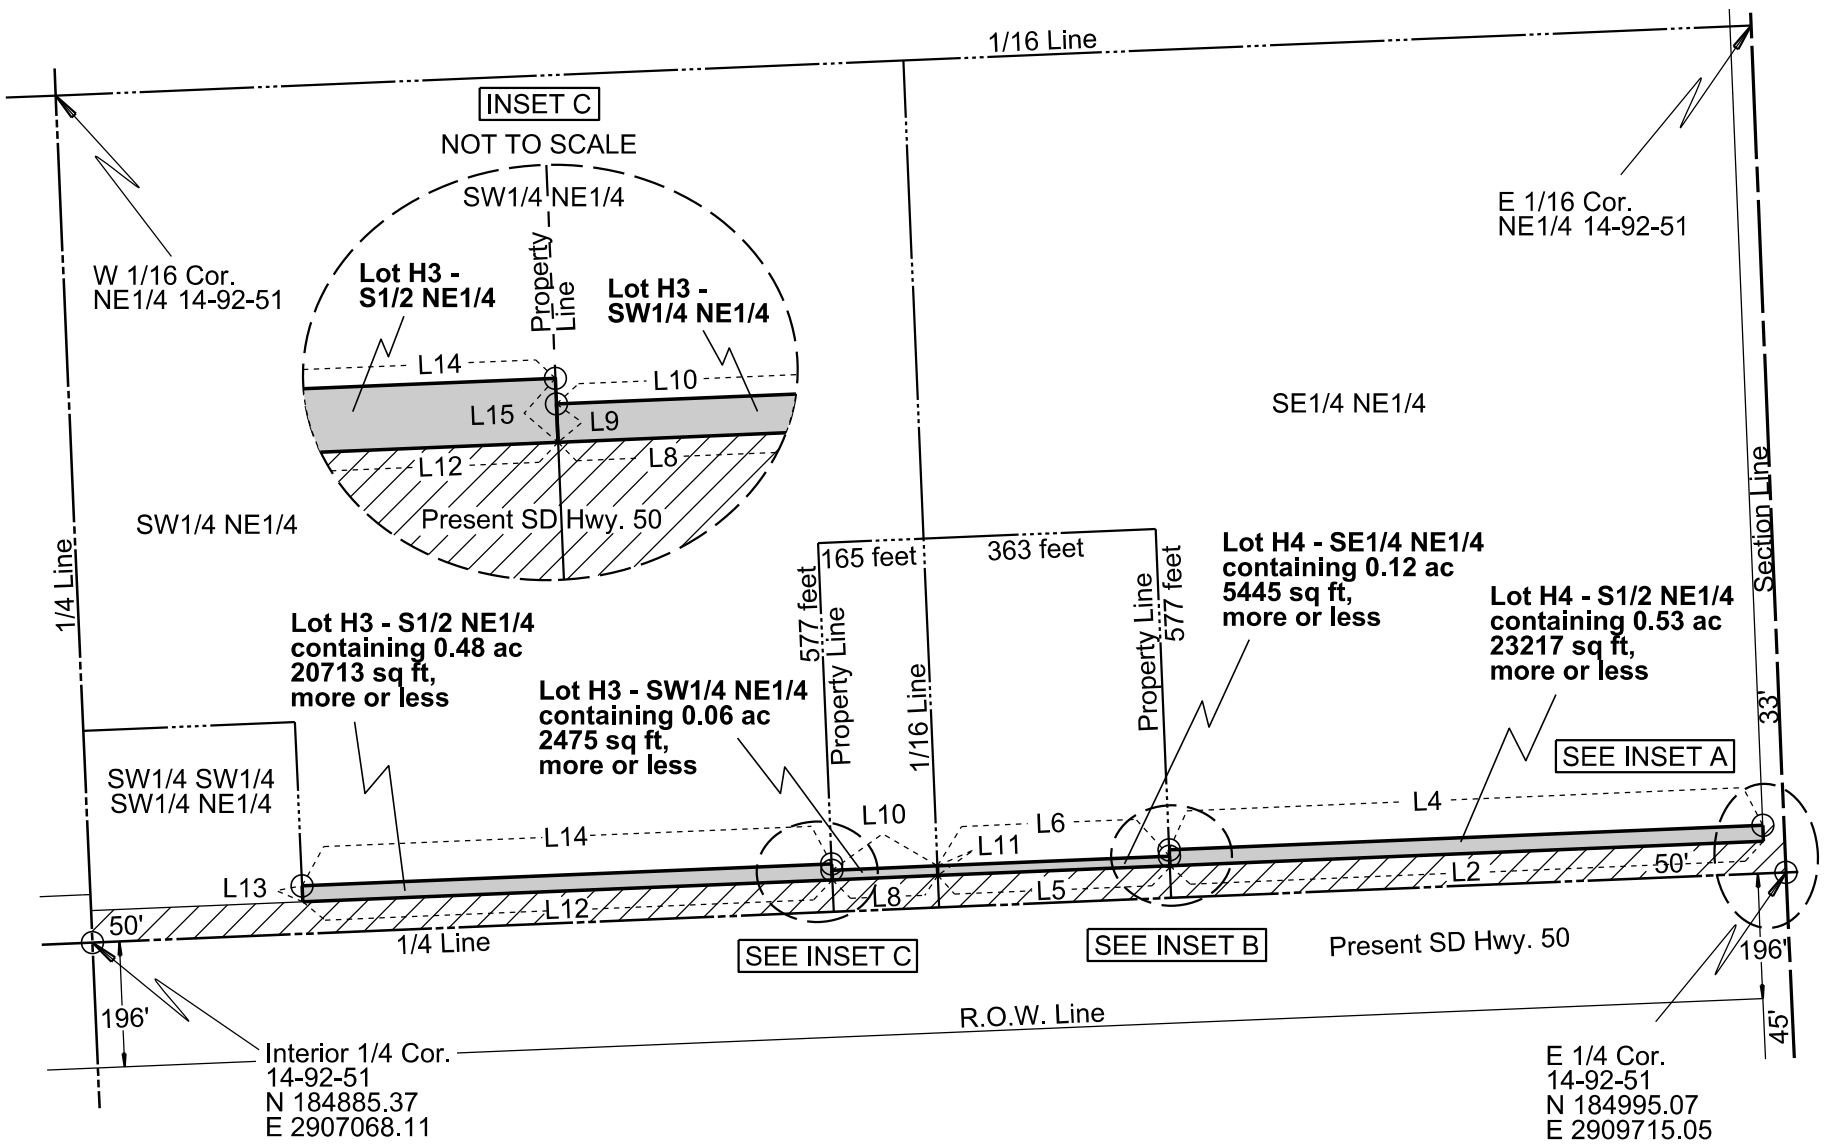 1/16 Line
INSET C
NOT TO SCALE
SW1/4 NE1/4
Property
Line
Lot H3 -
S1/2 NE1/4
Lot H3 -
SW1/4 NE1/4
L14
L10
L15
L9
L12
L8
Present SD Hwy. 50
W 1/16 Cor.
NE1/4 14-92-51
E 1/16 Cor.
NE1/4 14-92-51
SE1/4 NE1/4
SW1/4 NE1/4
1/4 Line
Section Line
165 feet
363 feet
577 feet
Property Line
1/16 Line
577 feet
Property Line
33'
Lot H4 - SE1/4 NE1/4
containing 0.12 ac
5445 sq ft,
more or less
Lot H4 - S1/2 NE1/4
containing 0.53 ac
23217 sq ft,
more or less
Lot H3 - S1/2 NE1/4
containing 0.48 ac
20713 sq ft,
more or less
Lot H3 - SW1/4 NE1/4
containing 0.06 ac
2475 sq ft,
more or less
SEE INSET A
SW1/4 SW1/4
SW1/4 NE1/4
L14
L10
L6
L11
L4
L13
L12
L8
L5
L2
50'
50'
1/4 Line
SEE INSET C
SEE INSET B
Present SD Hwy. 50
196'
196'
R.O.W. Line
45'
Interior 1/4 Cor.
14-92-51
N 184885.37
E 2907068.11
E 1/4 Cor.
14-92-51
N 184995.07
E 2909715.05